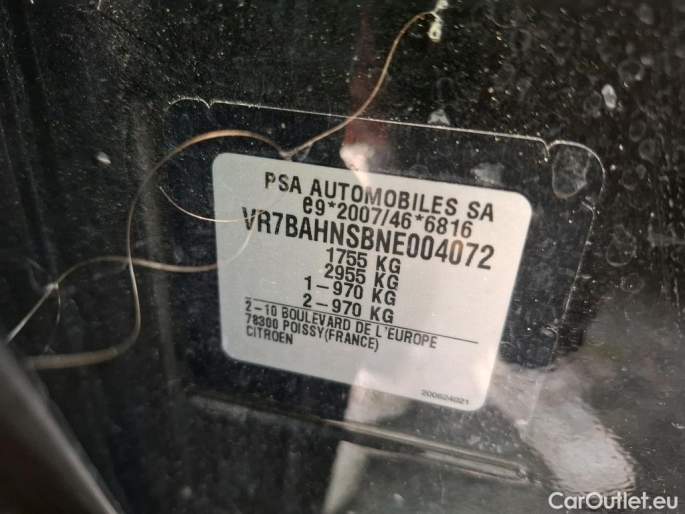 PSA AUTOMOBILES SA
e9*2007/46*6816
VR7BAHNSBNE004072
1755 KG
2955 KG
1-970 KG
2-970 KG
2-10 BOULEVARD DE L'EUROPE
78300 POISSY(FRANCE)
CITROEN
200624021
CarOutlet.eu